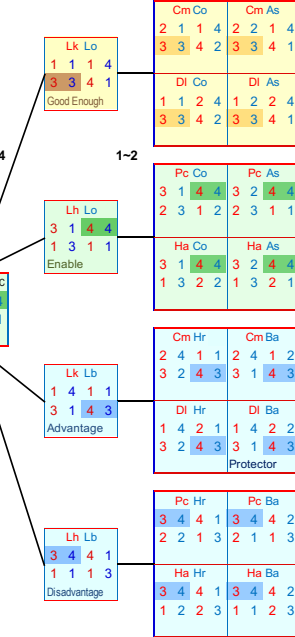 Cm Co Cm As
2 1 1 4 2 2 1 4
3 3 4 2 3 3 4 1
Lk Lo
1 1 1 4
3 3 4 1
Good Enough
Dl Co Dl As
1 1 2 4 1 2 2 4
3 3 4 2 3 3 4 1
4
1~2
Pc Co Pc As
3 1 4 4 3 2 4 4
2 3 1 2 2 3 1 1
Lh Lo
3 1 4 4
1 3 1 1
Enable
Ha Co Ha As
3 1 4 4 3 2 4 4
1 3 2 2 1 3 2 1
c
Cm Hr Cm Ba
2 4 1 1 2 4 1 2
3 2 4 3 3 1 4 3
Lk Lb
1 4 1 1
3 1 4 3
Advantage
Dl Hr Dl Ba
1 4 2 1 1 4 2 2
3 2 4 3 3 1 4 3
Protector
Pc Hr Pc Ba
3 4 4 1 3 4 4 2
2 2 1 3 2 1 1 3
Lh Lb
3 4 4 1
1 1 1 3
Disadvantage
Ha Hr Ha Ba
3 4 4 1 3 4 4 2
1 2 2 3 1 1 2 3